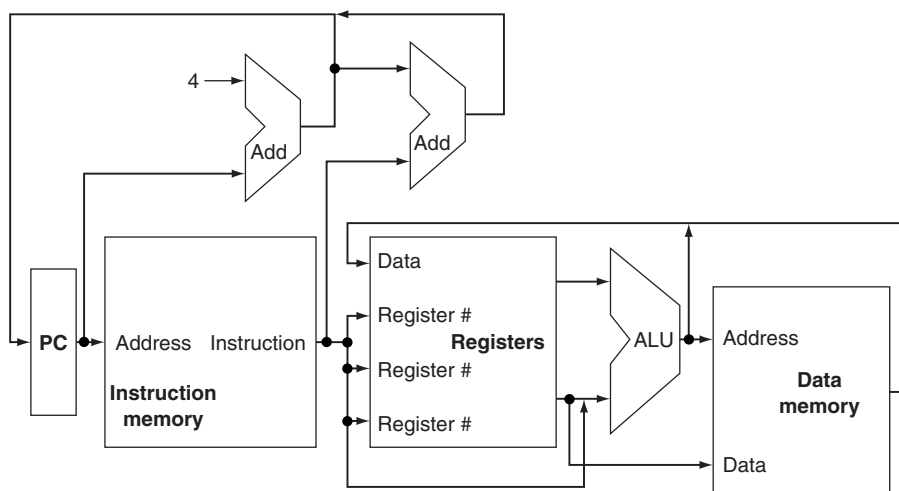 4
Add
Add
Data
Register #
Register #
Register #
Registers
PC
Address
Instruction
Instruction
memory
ALU
Address
Data
memory
Data